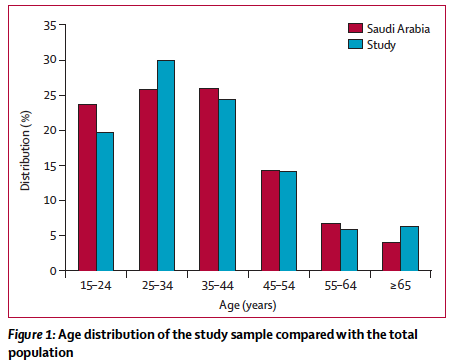 35
30
25
20
15
10
5
0
Distribution (%)
Saudi Arabia
Study
15–24 25–34 35–44 45–54 55–64 ≥65
Age (years)
Figure 1: Age distribution of the study sample compared with the total
population